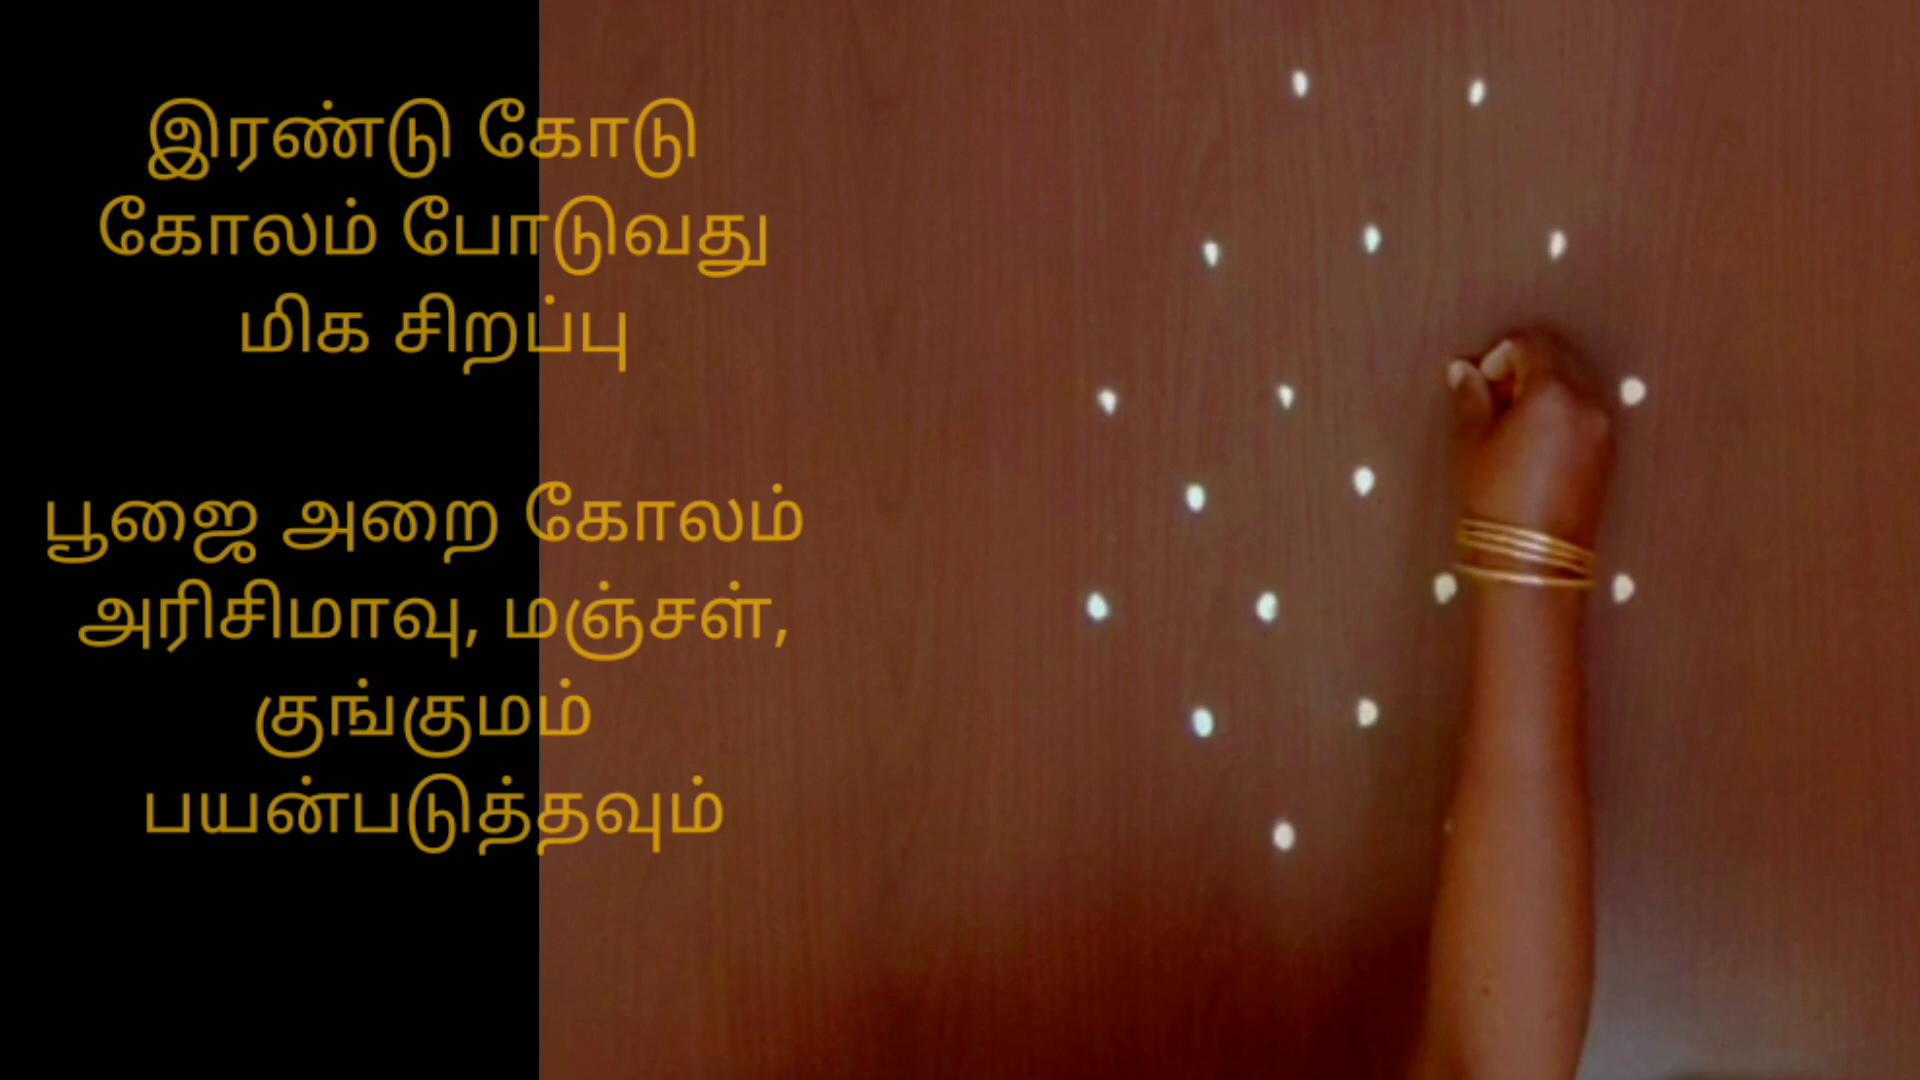 இரண்டு கோடு
கோலம் போடுவது
மிக சிறப்பு
பூஜை அறை கோலம்
அரிசிமாவு, மஞ்சள்,
குங்குமம்
பயன்படுத்தவும்